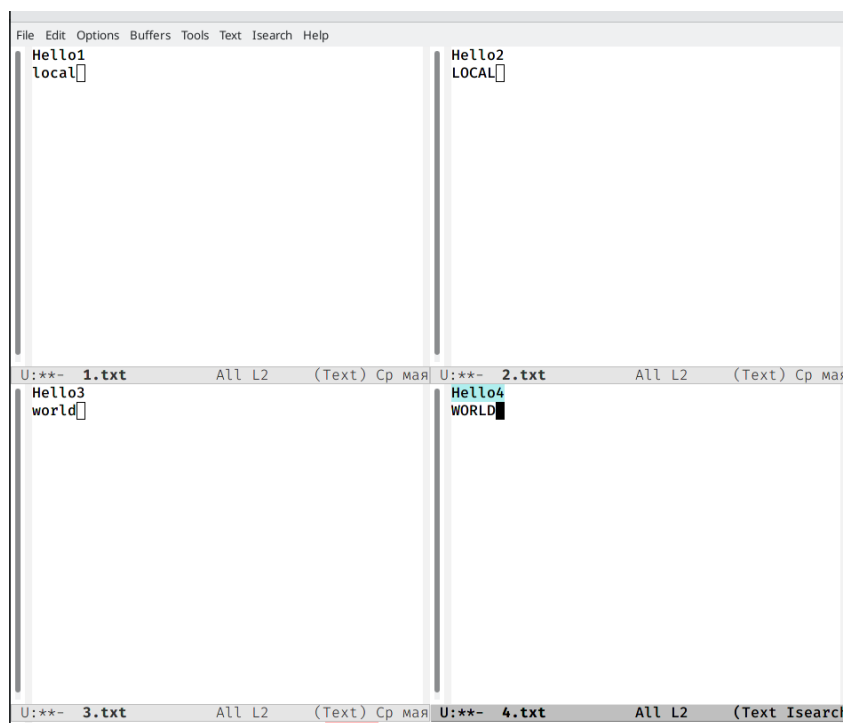 File Edit Options Buffers Tools Text Isearch Help
Hello1
local
U:**-  1.txt          All L2     (Text) Ср мая
Hello2
LOCAL
U:**-  2.txt          All L2     (Text) Ср мая
Hello3
world
U:**-  3.txt          All L2     (Text) Ср мая
Hello4
WORLD
U:**-  4.txt          All L2     (Text Isearch